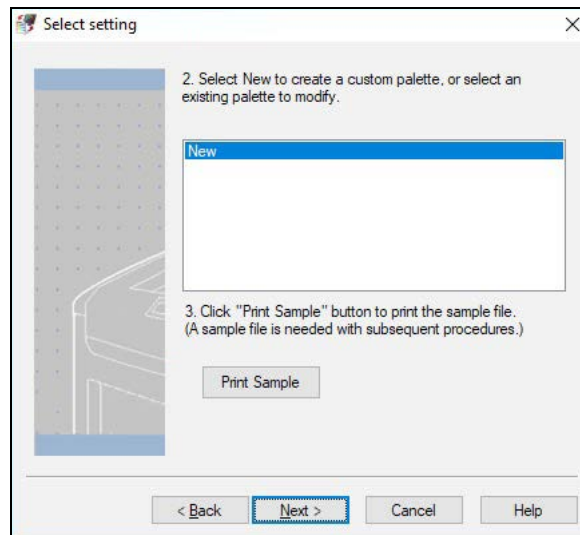 Select setting
2. Select New to create a custom palette, or select an
existing palette to modify.
New
3. Click "Print Sample" button to print the sample file.
(A sample file is needed with subsequent procedures.)
Print Sample
< Back
Next >
Cancel
Help